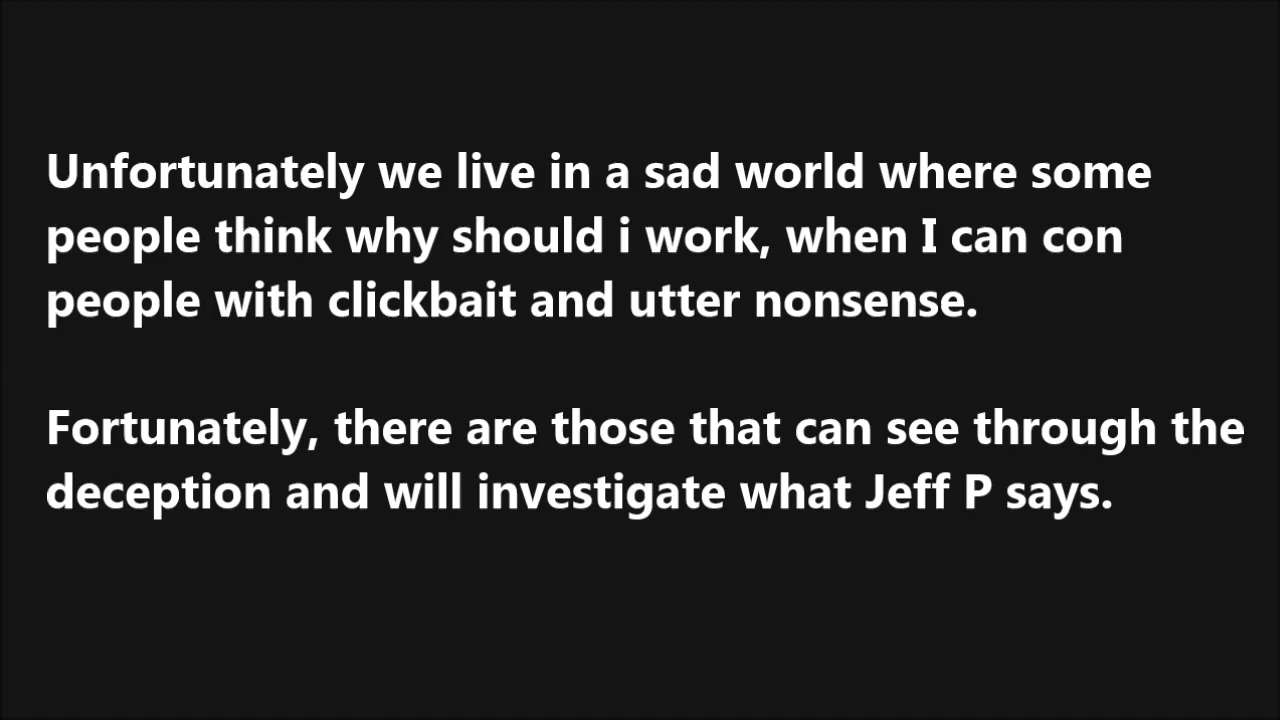 Unfortunately we live in a sad world where some
people think why should i work, when I can con
people with clickbait and utter nonsense.
Fortunately, there are those that can see through the
deception and will investigate what Jeff P says.